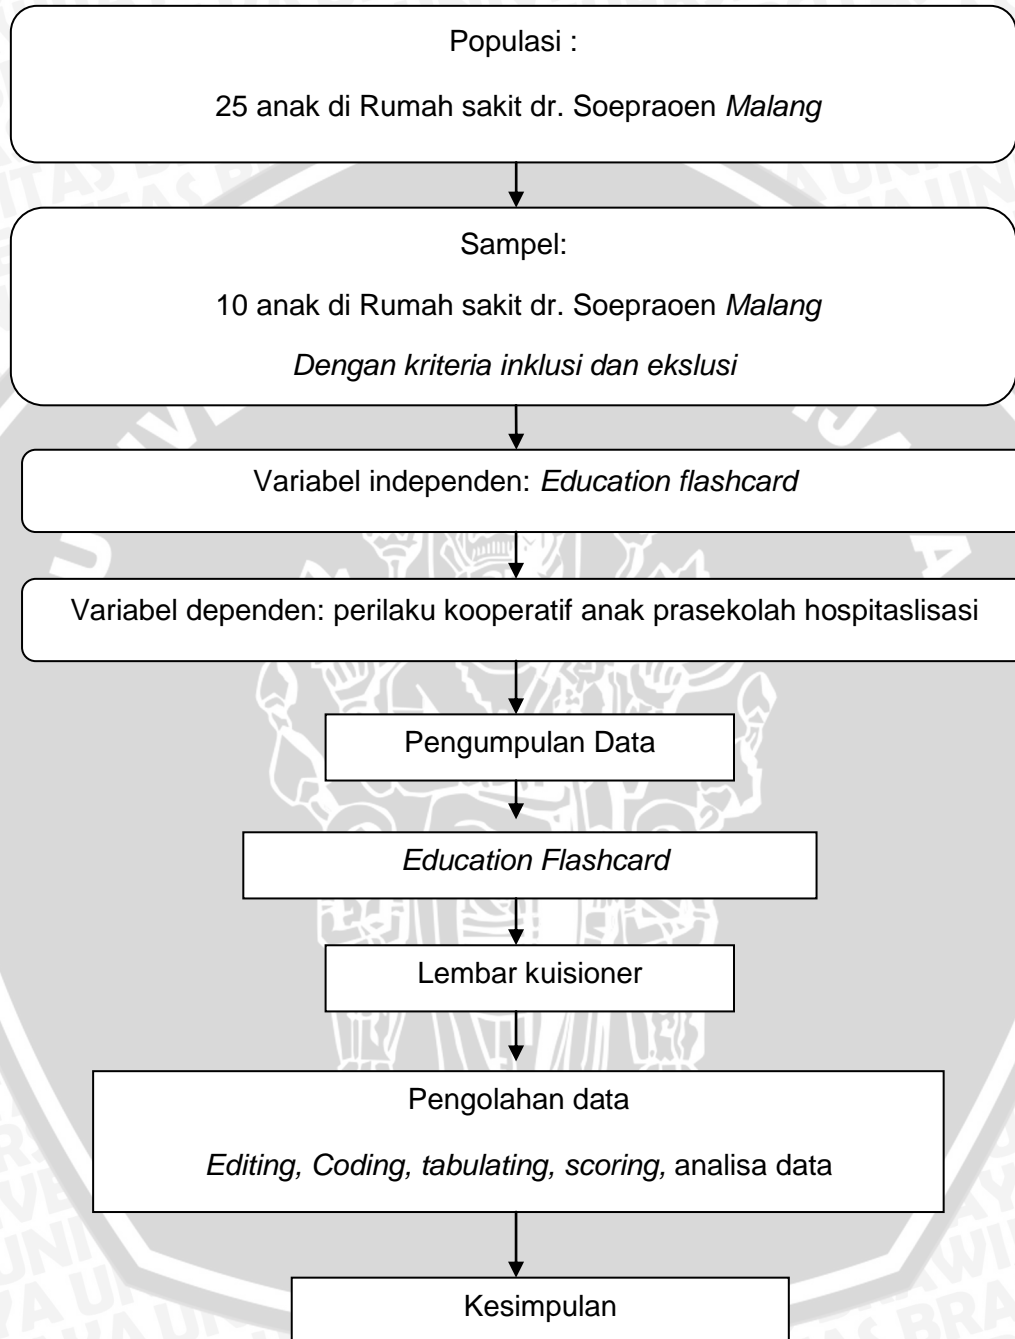 Populasi :
25 anak di Rumah sakit dr. Soepraoen Malang
Sampel:
10 anak di Rumah sakit dr. Soepraoen Malang
Dengan kriteria inklusi dan ekslusi
Variabel independen: Education flashcard
Variabel dependen: perilaku kooperatif anak prasekolah hospitaslisasi
Pengumpulan Data
Education Flashcard
Lembar kuisioner
Pengolahan data
Editing, Coding, tabulating, scoring, analisa data
Kesimpulan